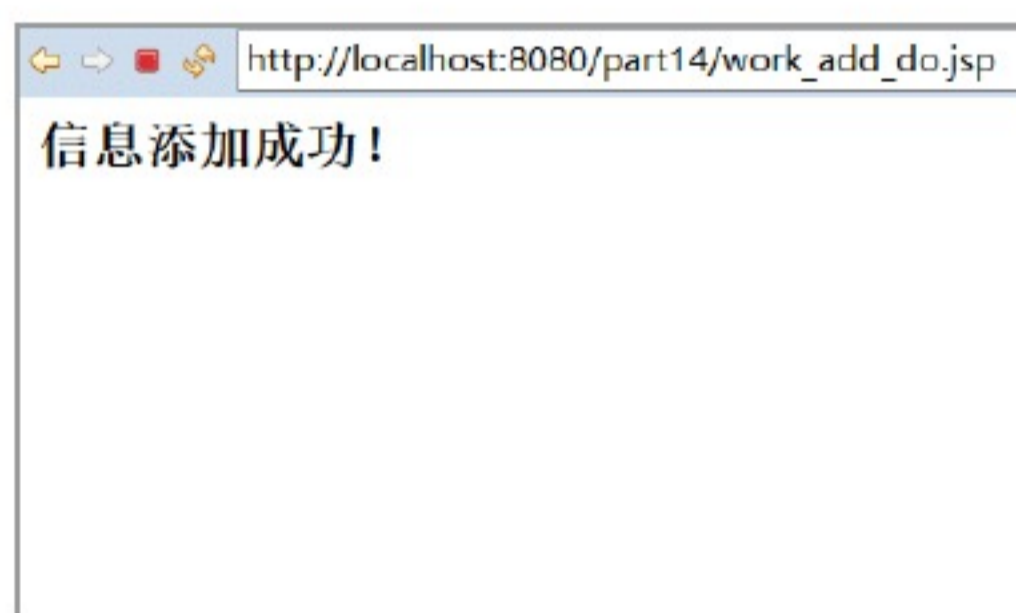 http://localhost:8080/part14/work_add_do.jsp
信息添加成功！